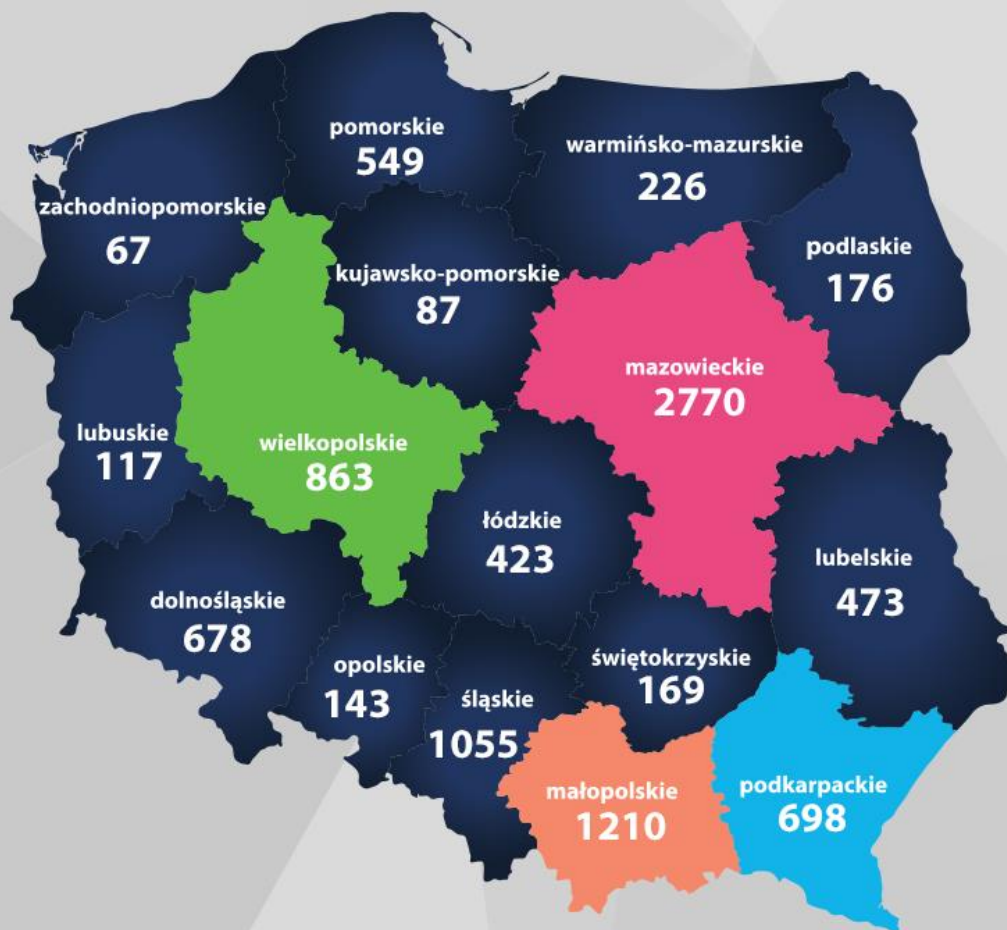 pomorskie
549
warmińsko-mazurskie
226
zachodniopomorskie
67
kujawsko-pomorskie
87
podlaskie
176
mazowieckie
2770
lubuskie
117
wielkopolskie
863
łódzkie
423
lubelskie
473
dolnośląskie
678
opolskie
143
śląskie
1055
świętokrzyskie
169
małopolskie
1210
podkarpackie
698